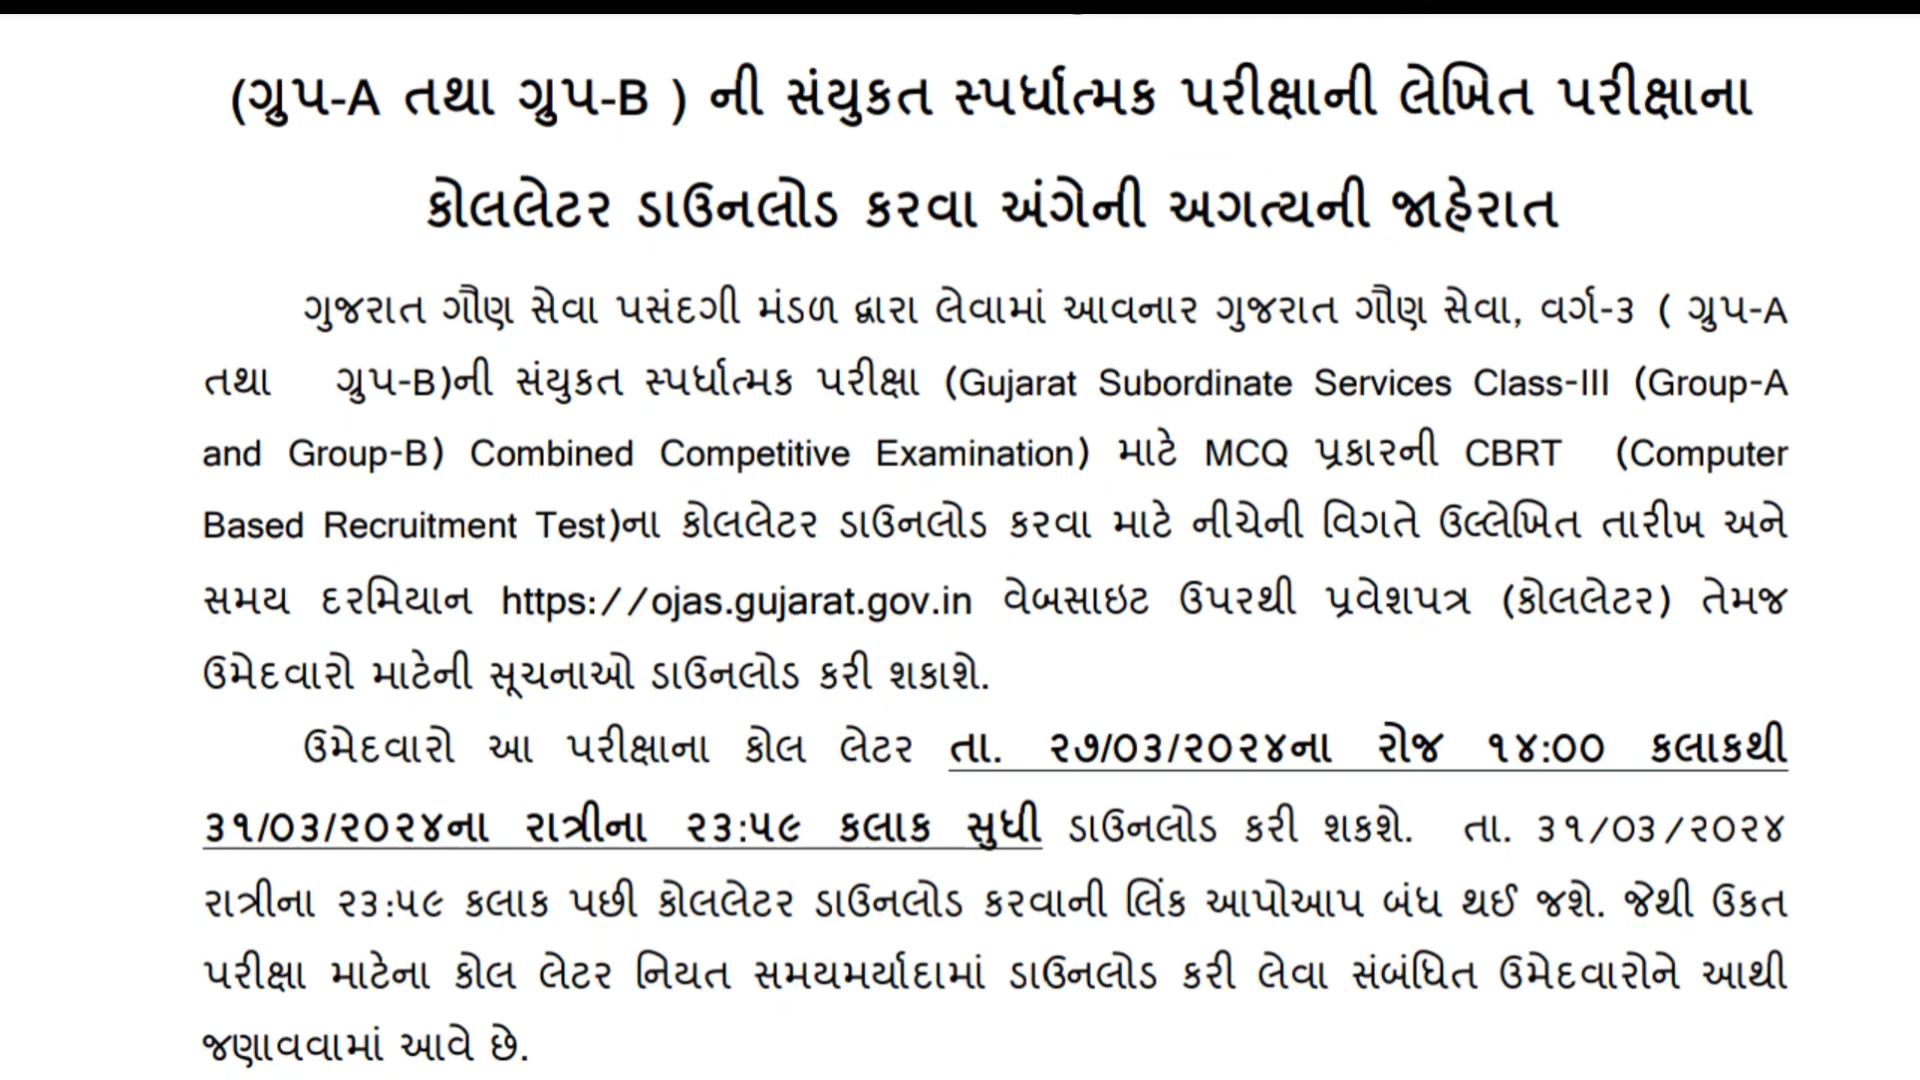 (ગ્રુપ-A તથા ગ્રુપ-B ) ની સંયુકત સ્પર્ધાત્મક પરીક્ષાની લેખિત પરીક્ષાના
કોલલેટર ડાઉનલોડ કરવા અંગેની અગત્યની જાહેરાત
ગુજરાત ગૌણ સેવા પસંદગી મંડળ દ્વારા લેવામાં આવનાર ગુજરાત ગૌણ સેવા, વર્ગ-૩ ( ગ્રુપ-A
તથા ગ્રુપ-B)ની સંયુકત સ્પર્ધાત્મક પરીક્ષા (Gujarat Subordinate Services Class-III (Group-A
and Group-B) Combined Competitive Examination) માટે MCQ પ્રકારની CBRT (Computer
Based Recruitment Test)ના કોલલેટર ડાઉનલોડ કરવા માટે નીચેની વિગતે ઉલ્લેખિત તારીખ અને
સમય દરમિયાન https://ojas.gujarat.gov.in વેબસાઇટ ઉપરથી પ્રવેશપત્ર (કોલલેટર) તેમજ
ઉમેદવારો માટેની સૂચનાઓ ડાઉનલોડ કરી શકાશે.
ઉમેદવારો આ પરીક્ષાના કોલ લેટર તા. ૨૭/૦૩/૨૦૨૪ના રોજ ૧૪:૦૦ કલાકથી
૩૧/૦૩/૨૦૨૪ના રાત્રીના ૨૩:૫૯ કલાક સુધી ડાઉનલોડ કરી શકશે. તા. ૩૧/૦૩/૨૦૨૪
રાત્રીના ૨૩:૫૯ કલાક પછી કોલલેટર ડાઉનલોડ કરવાની લિંક આપોઆપ બંધ થઈ જશે. જેથી ઉકત
પરીક્ષા માટેના કોલ લેટર નિયત સમયમર્યાદામાં ડાઉનલોડ કરી લેવા સંબંધિત ઉમેદવારોને આથી
જણાવવામાં આવે છે.